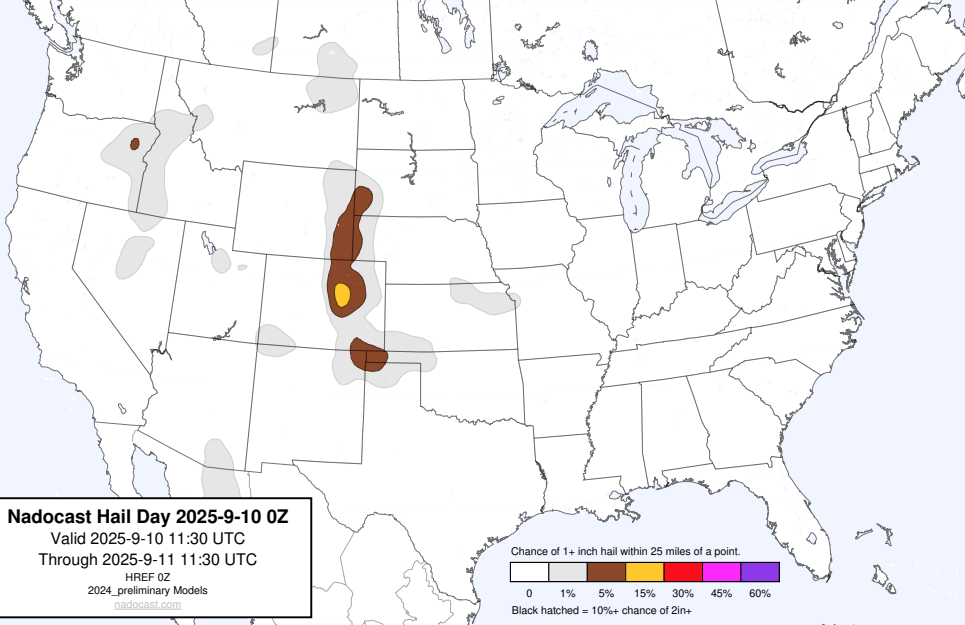 Nadocast Hail Day 2025-9-10 0Z
Valid 2025-9-10 11:30 UTC
Through 2025-9-11 11:30 UTC
HREF 0Z
2024_preliminary Models
nadocast.com
Chance of 1+ inch hail within 25 miles of a point.
0 1% 5% 15% 30% 45% 60%
Black hatched = 10%+ chance of 2in+